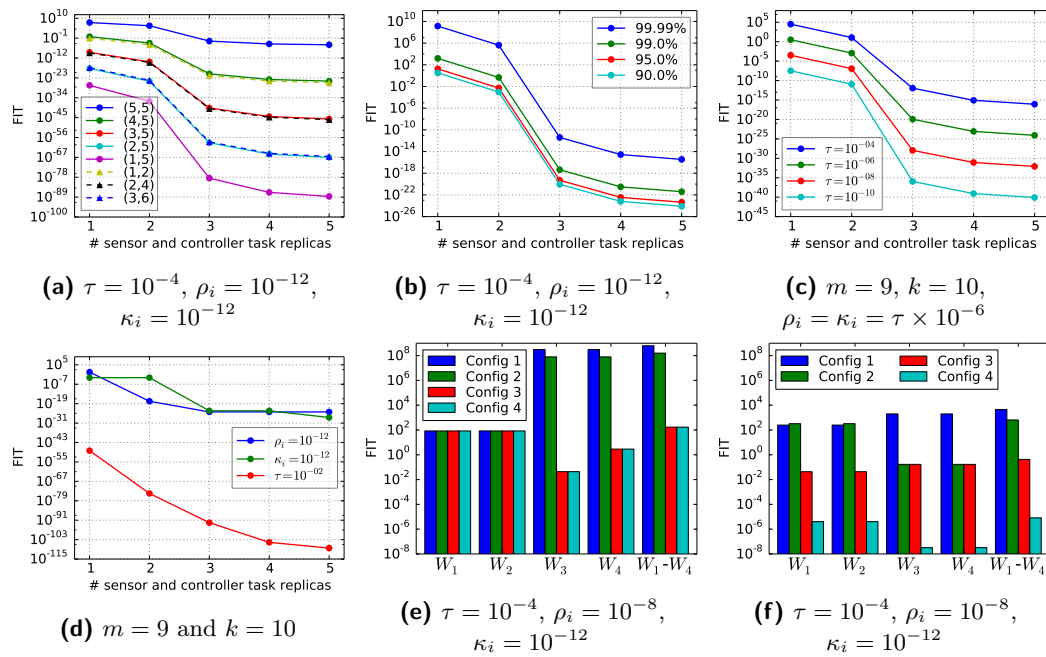 FIT
10^10
10^-1
10^-12
10^-23
10^-34
10^-45
10^-56
10^-67
10^-78
10^-89
10^-100
(5,5)
(4,5)
(3,5)
(2,5)
(1,5)
(1,2)
(2,4)
(3,6)
1 2 3 4 5
# sensor and controller task replicas
(a) τ = 10^-4, ρ_i = 10^-12,
κ_i = 10^-12
FIT
10^10
10^6
10^2
10^-2
10^-6
10^-10
10^-14
10^-18
10^-22
10^-26
99.99%
99.0%
95.0%
90.0%
1 2 3 4 5
# sensor and controller task replicas
(b) τ = 10^-4, ρ_i = 10^-12,
κ_i = 10^-12
FIT
10^5
10^0
10^-5
10^-10
10^-15
10^-20
10^-25
10^-30
10^-35
10^-40
10^-45
τ = 10^-04
τ = 10^-06
τ = 10^-08
τ = 10^-10
1 2 3 4 5
# sensor and controller task replicas
(c) m = 9, k = 10,
ρ_i = κ_i = τ × 10^-6
FIT
10^5
10^-7
10^-19
10^-31
10^-43
10^-55
10^-67
10^-79
10^-91
10^-103
10^-115
ρ_i = 10^-12
κ_i = 10^-12
τ = 10^-02
1 2 3 4 5
# sensor and controller task replicas
(d) m = 9 and k = 10
FIT
10^8
10^6
10^4
10^2
10^0
10^-2
10^-4
10^-6
10^-8
Config 1
Config 2
Config 3
Config 4
W_1 W_2 W_3 W_4 W_1-W_4
(e) τ = 10^-4, ρ_i = 10^-8,
κ_i = 10^-12
FIT
10^8
10^6
10^4
10^2
10^0
10^-2
10^-4
10^-6
10^-8
Config 1
Config 2
Config 3
Config 4
W_1 W_2 W_3 W_4 W_1-W_4
(f) τ = 10^-4, ρ_i = 10^-8,
κ_i = 10^-12